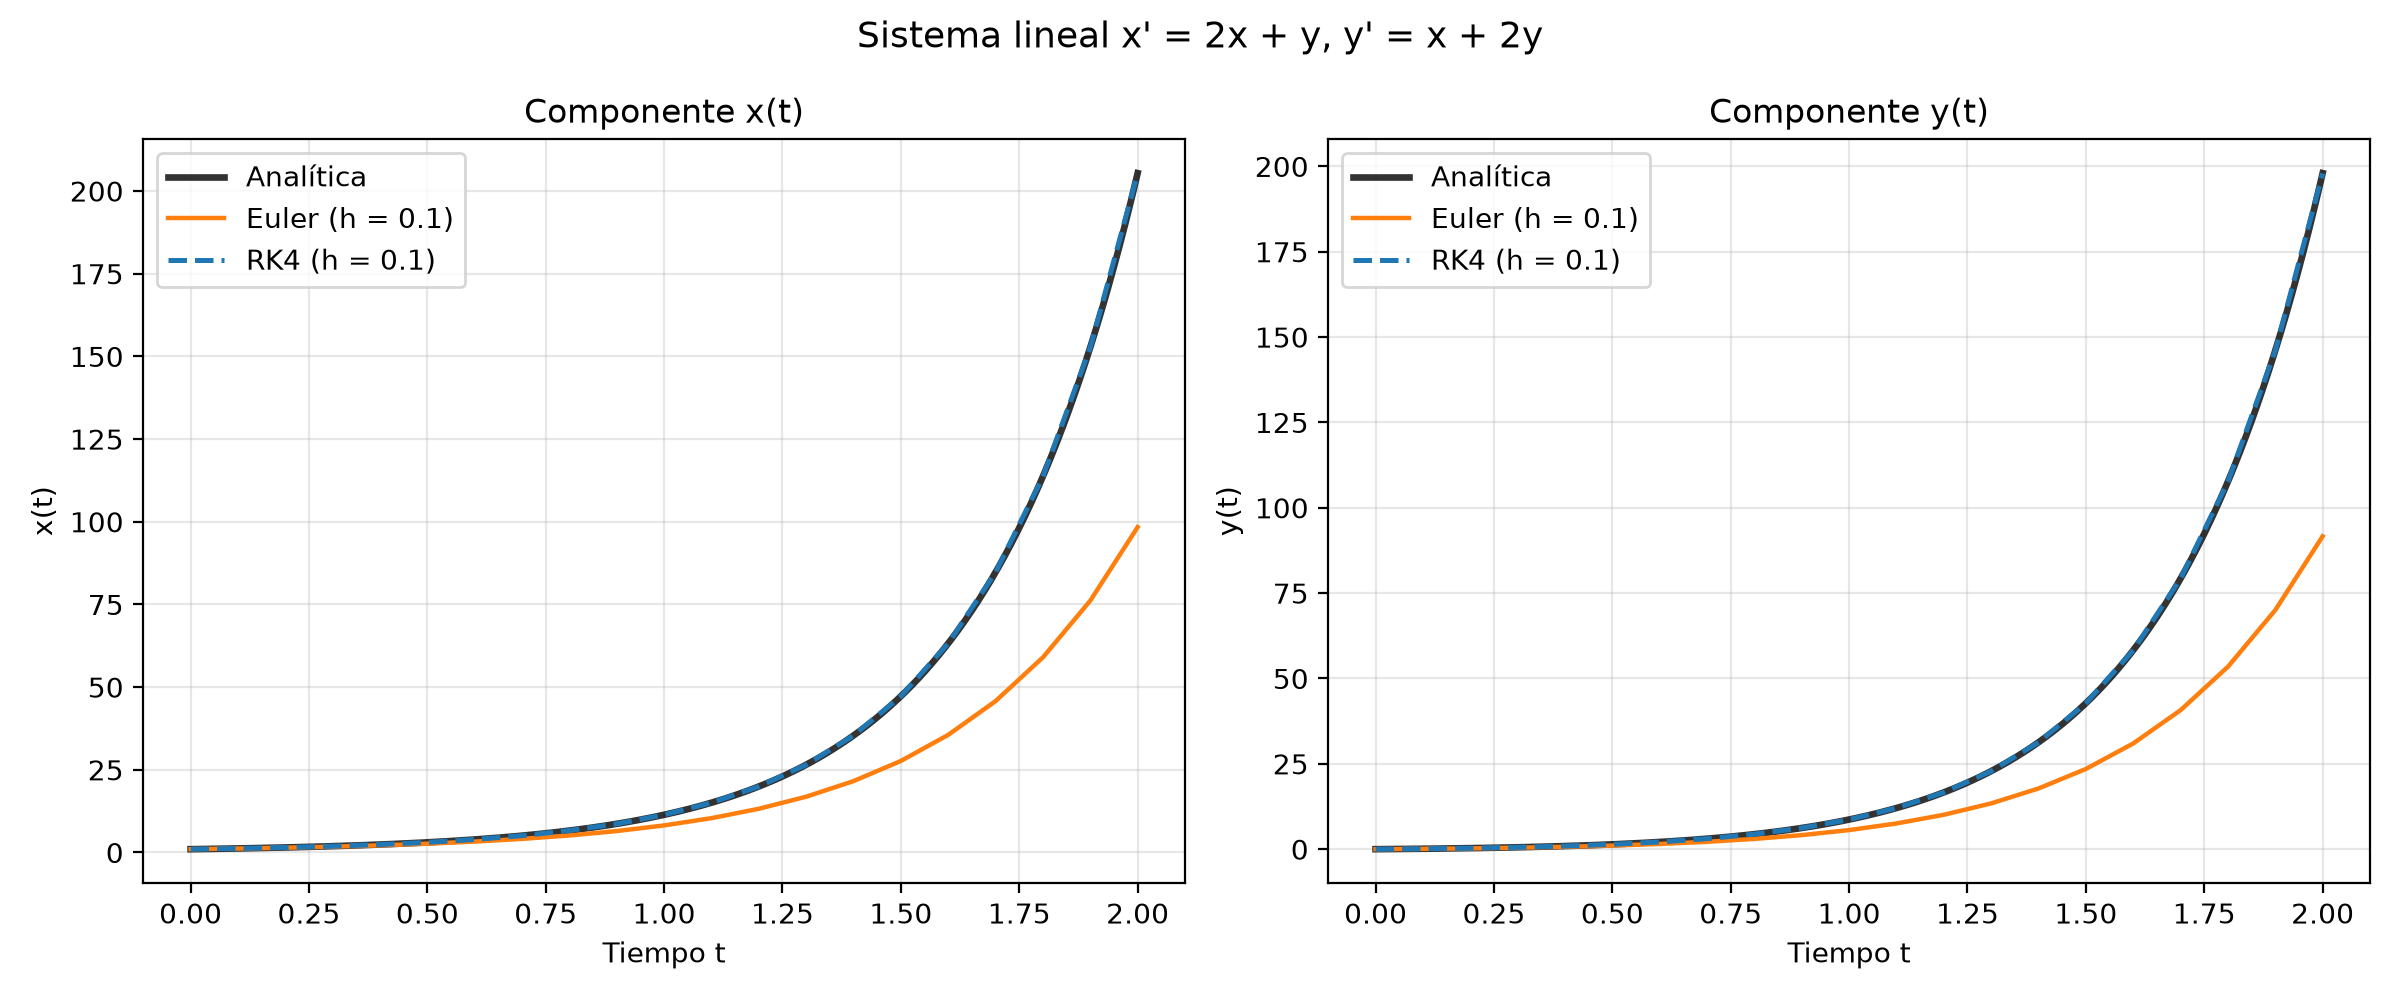 Sistema lineal x' = 2x + y, y' = x + 2y
Componente x(t)
Analítica
Euler (h = 0.1)
RK4 (h = 0.1)
200
175
150
125
100
75
50
25
0
x(t)
0.00 0.25 0.50 0.75 1.00 1.25 1.50 1.75 2.00
Tiempo t
Componente y(t)
Analítica
Euler (h = 0.1)
RK4 (h = 0.1)
200
175
150
125
100
75
50
25
0
y(t)
0.00 0.25 0.50 0.75 1.00 1.25 1.50 1.75 2.00
Tiempo t